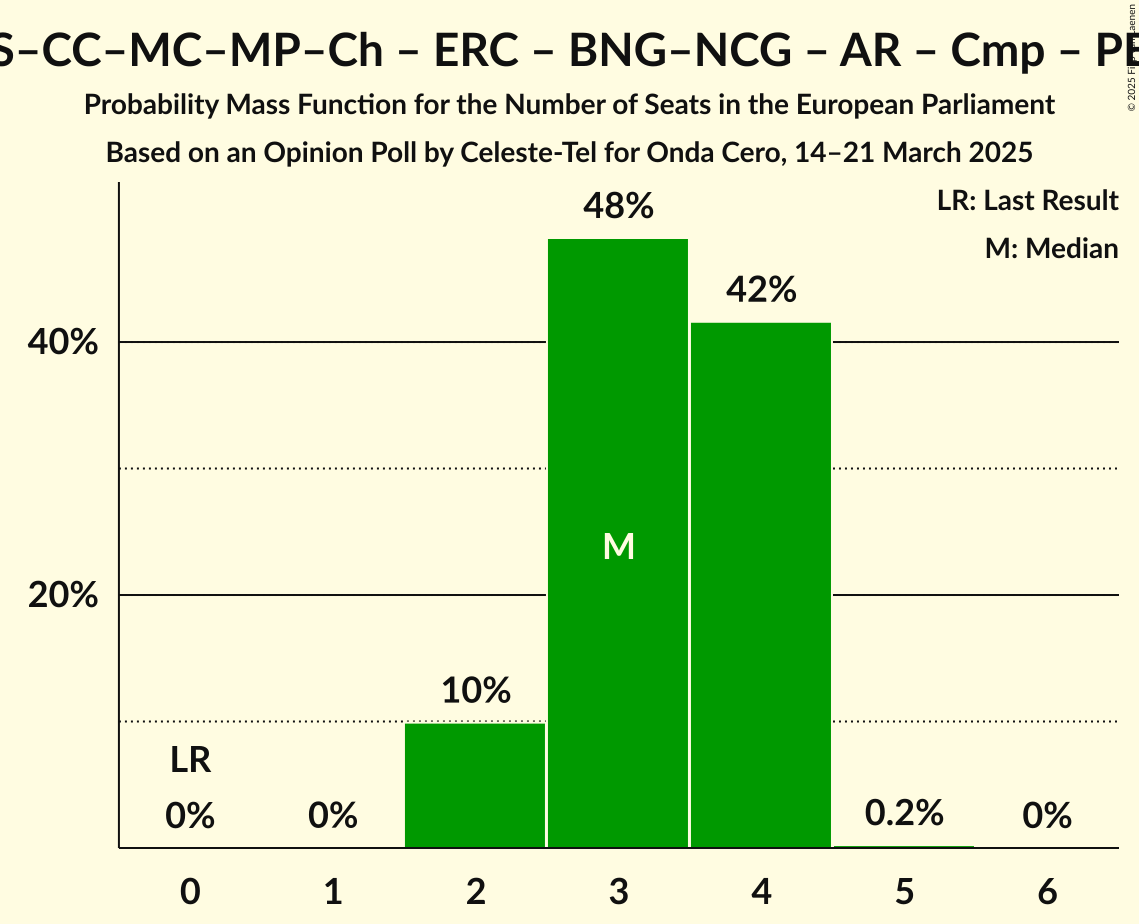 S–CC–MC–MP–Ch – ERC – BNG–NCG – AR – Cmp –
Probability Mass Function for the Number of Seats in the European Parliament
Based on an Opinion Poll by Celeste-Tel for Onda Cero, 14–21 March 2025
LR: Last Result
M: Median
48%
42%
40%
M
20%
10%
LR
0%
0%
0.2%
0%
0
1
2
3
4
5
6
© 2025